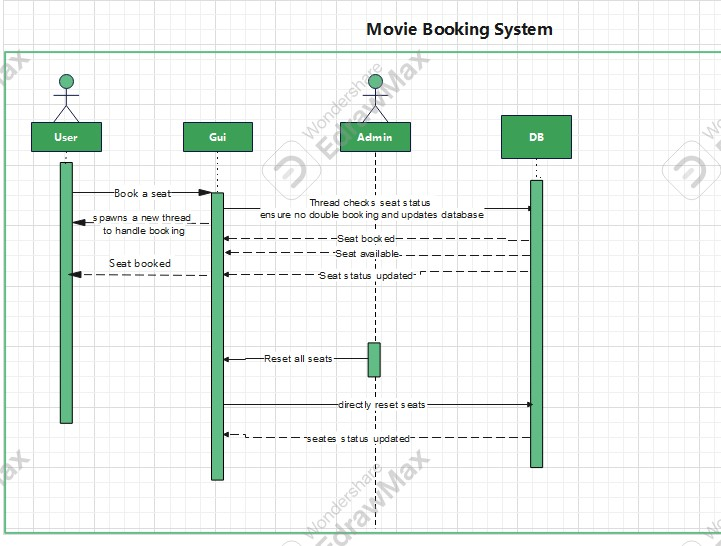 Movie Booking System
Wondershare
EdrawMax
User
Gui
Admin
DB
Book a seat
Thread checks seat status
ensure no double booking and updates database
spawns a new thread
to handle booking
Seat booked
Seat available
Seat booked
Seat status updated
Reset all seats
directly reset seats
seates status updated
Wondershare
EdrawMax